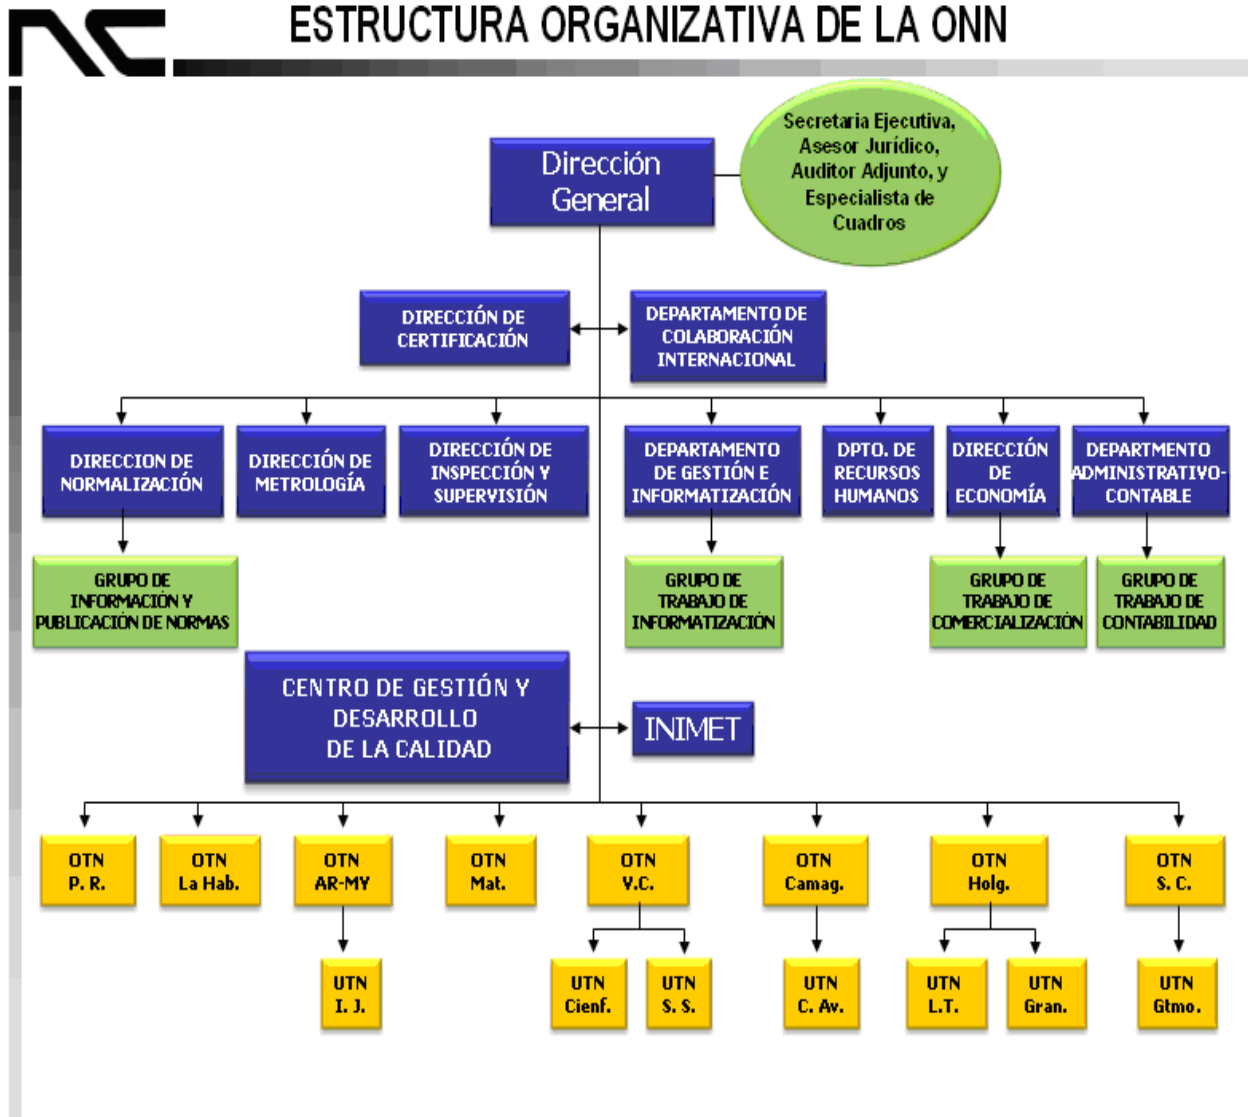 NC
ESTRUCTURA ORGANIZATIVA DE LA ONN
Dirección
General
Secretaria Ejecutiva,
Asesor Jurídico,
Auditor Adjunto, y
Especialista de
Cuadros
DIRECCIÓN DE
CERTIFICACIÓN
DEPARTAMENTO DE
COLABORACIÓN
INTERNACIONAL
DIRECCION DE
NORMALIZACIÓN
DIRECCIÓN DE
METROLOGÍA
DIRECCIÓN DE
INSPECCIÓN Y
SUPERVISIÓN
DEPARTAMENTO
DE GESTIÓN E
INFORMATIZACIÓN
DPTO. DE
RECURSOS
HUMANOS
DIRECCIÓN
DE
ECONOMÍA
DEPARTMENTO
ADMINISTRATIVO-
CONTABLE
GRUPO DE
INFORMACIÓN Y
PUBLICACIÓN DE NORMAS
GRUPO DE
TRABAJO DE
INFORMATIZACIÓN
GRUPO DE
TRABAJO DE
COMERCIALIZACIÓN
GRUPO DE
TRABAJO DE
CONTABILIDAD
CENTRO DE GESTIÓN Y
DESARROLLO
DE LA CALIDAD
INIMET
OTN
P. R.
OTN
La Hab.
OTN
AR-MY
OTN
Mat.
OTN
V.C.
OTN
Camag.
OTN
Holg.
OTN
S. C.
UTN
I. J.
UTN
Cienf.
UTN
S. S.
UTN
C. Av.
UTN
L.T.
UTN
Gran.
UTN
Gtmo.